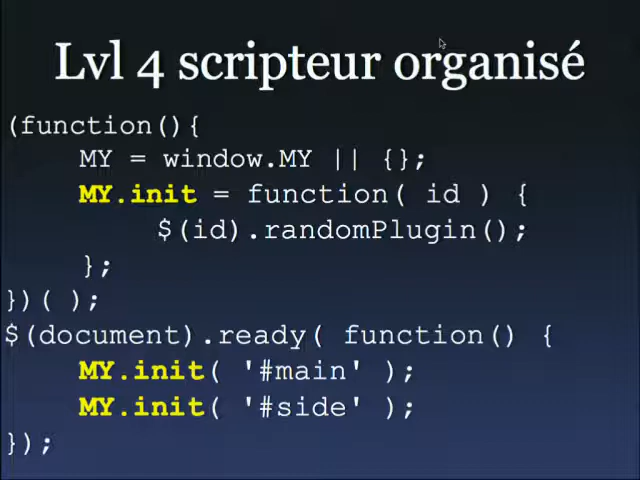 Lvl 4 scripteur organisé
(function(){
MY = window.MY || {};
MY.init = function( id ) {
$(id).randomPlugin();
};
})( );
$(document).ready( function() {
MY.init( '#main' );
MY.init( '#side' );
});